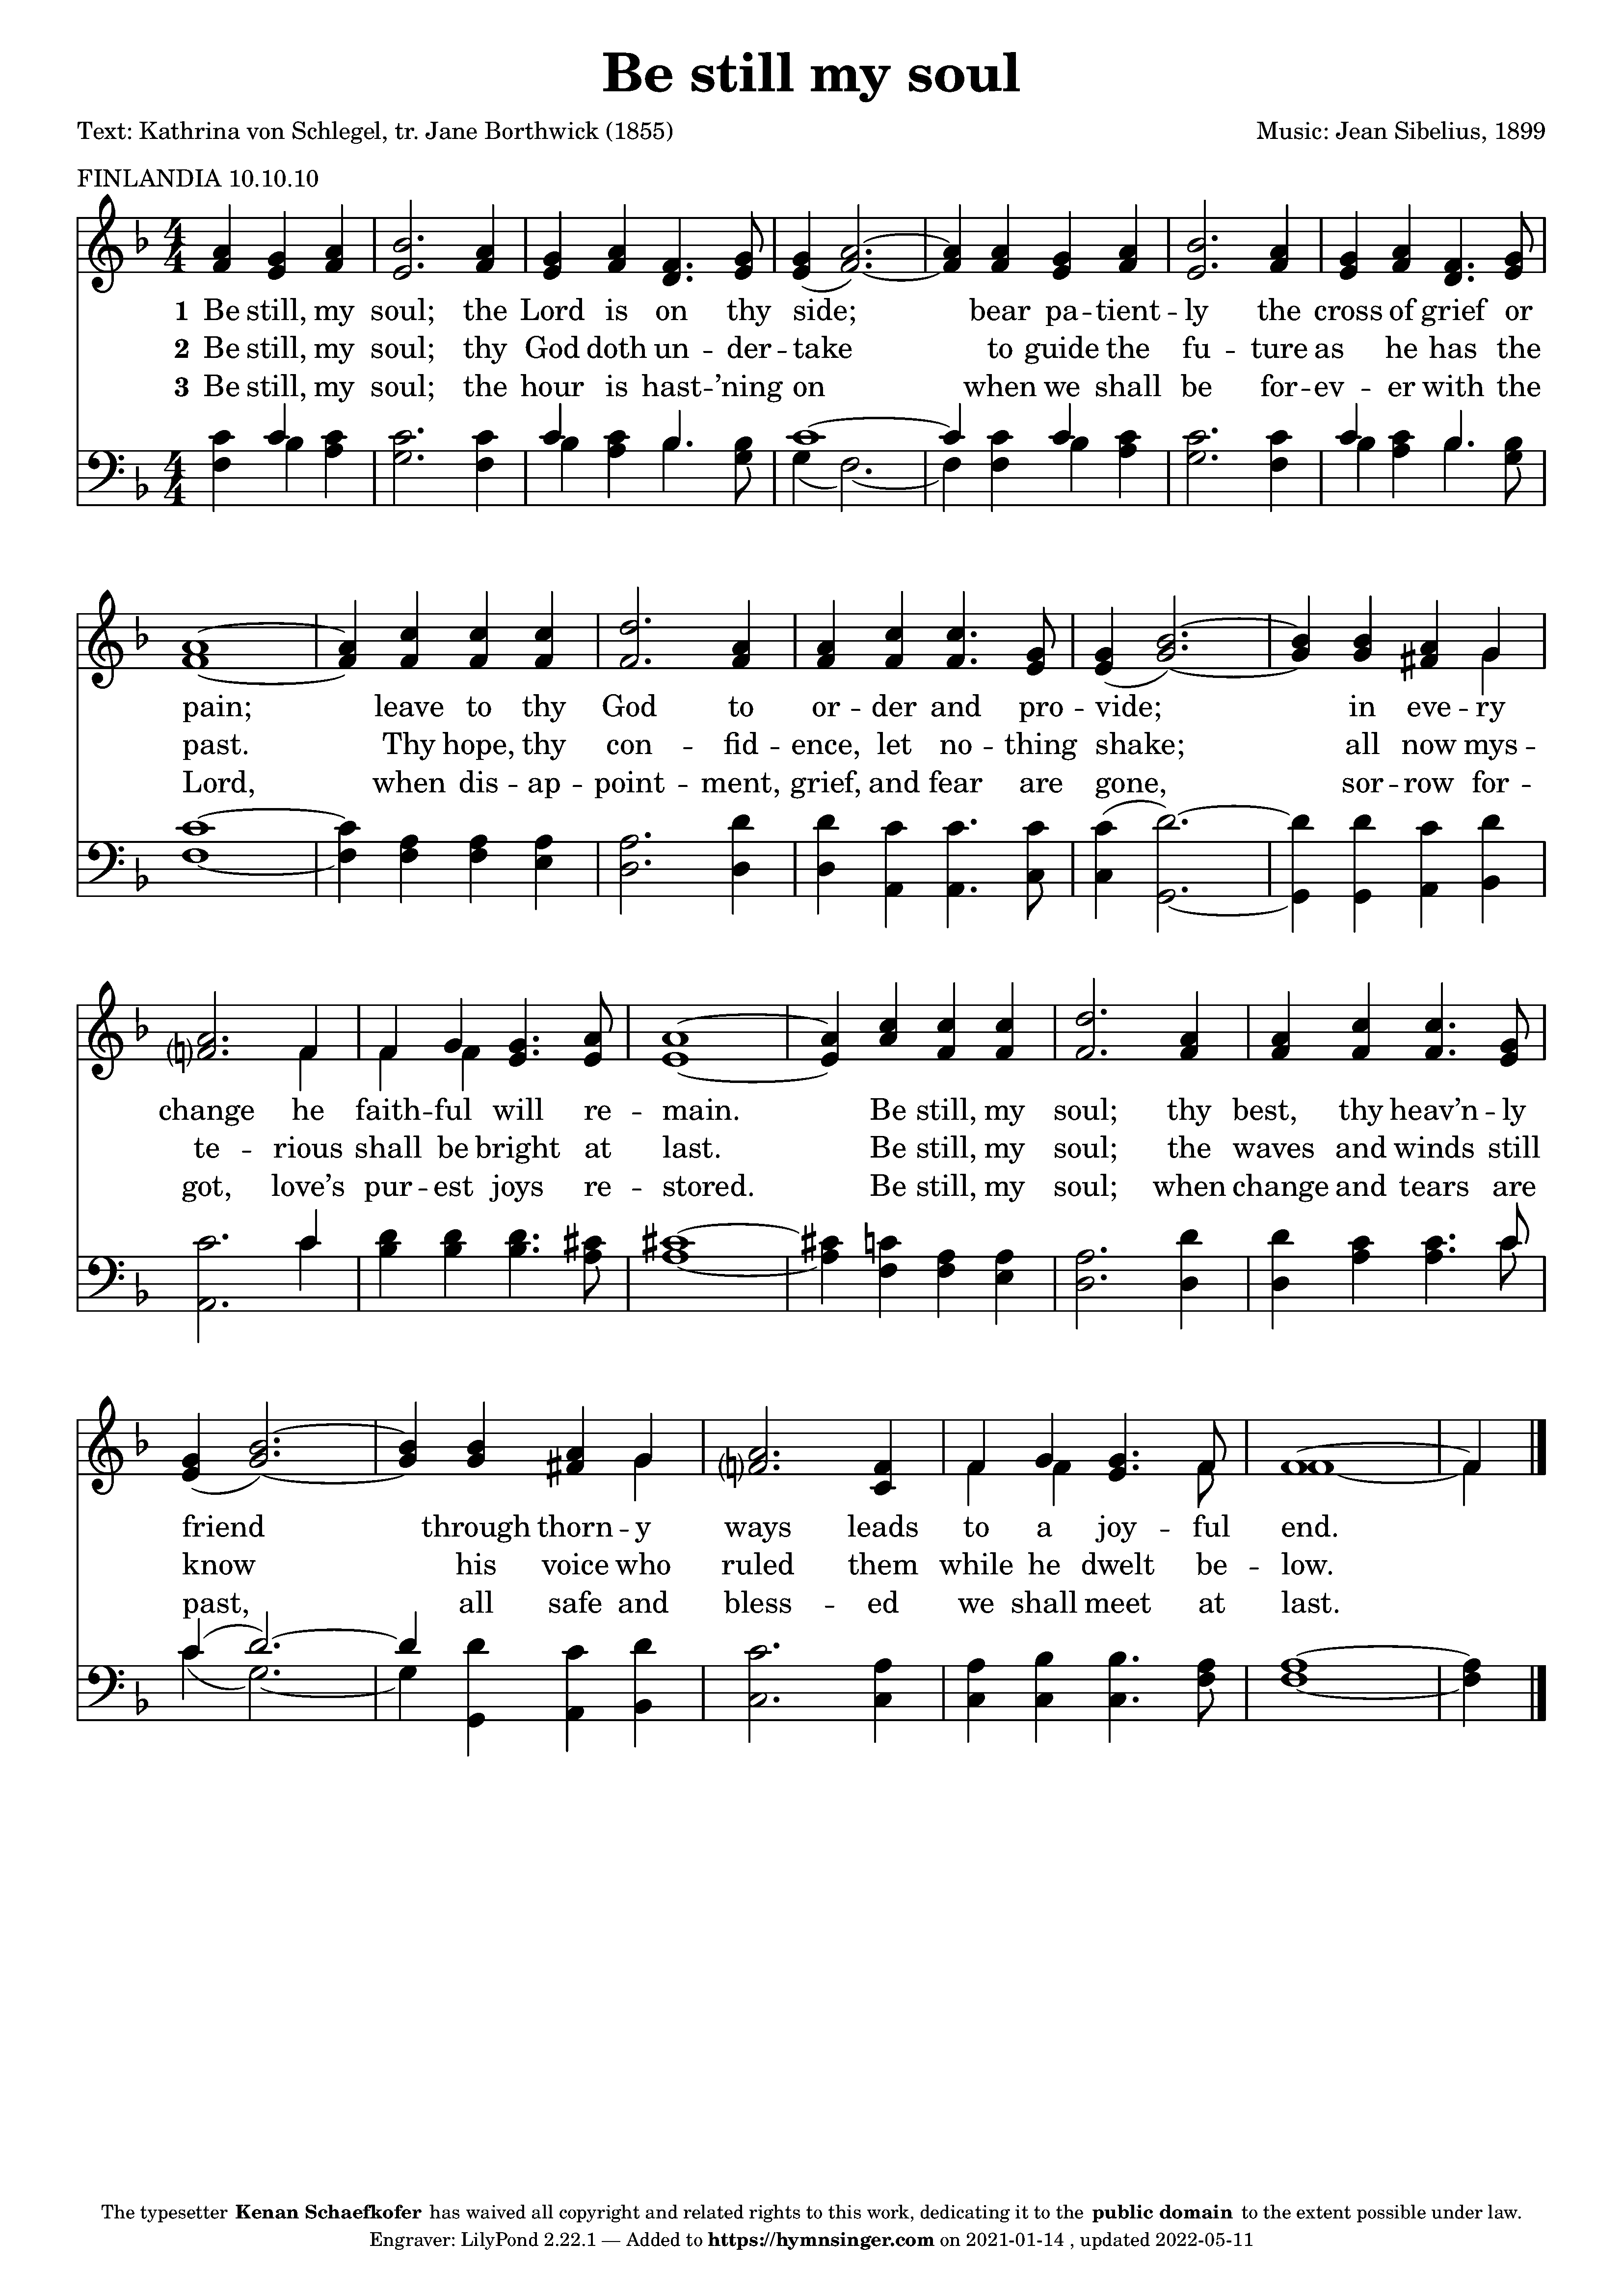 Be still my soul
Text: Kathrina von Schlegel, tr. Jane Borthwick (1855)
Music: Jean Sibelius, 1899
FINLANDIA 10.10.10
1 Be still, my soul; the Lord is on thy side; bear pa -- tient -- ly the cross of grief or
2 Be still, my soul; thy God doth un -- der -- take to guide the fu -- ture as he has the
3 Be still, my soul; the hour is hast -- ’ning on when we shall be for -- ev -- er with the
pain; leave to thy God to or -- der and pro -- vide; in eve -- ry
past. Thy hope, thy con -- fid -- ence, let no -- thing shake; all now mys --
Lord, when dis -- ap -- point -- ment, grief, and fear are gone, sor -- row for --
change he faith -- ful will re -- main. Be still, my soul; thy best, thy heav’n -- ly
te -- rious shall be bright at last. Be still, my soul; the waves and winds still
got, love’s pur -- est joys re -- stored. Be still, my soul; when change and tears are
friend through thorn -- y ways leads to a joy -- ful end.
know his voice who ruled them while he dwelt be -- low.
past, all safe and bless -- ed we shall meet at last.
The typesetter Kenan Schaefkofer has waived all copyright and related rights to this work, dedicating it to the public domain to the extent possible under law.
Engraver: LilyPond 2.22.1 — Added to https://hymnsinger.com on 2021-01-14 , updated 2022-05-11